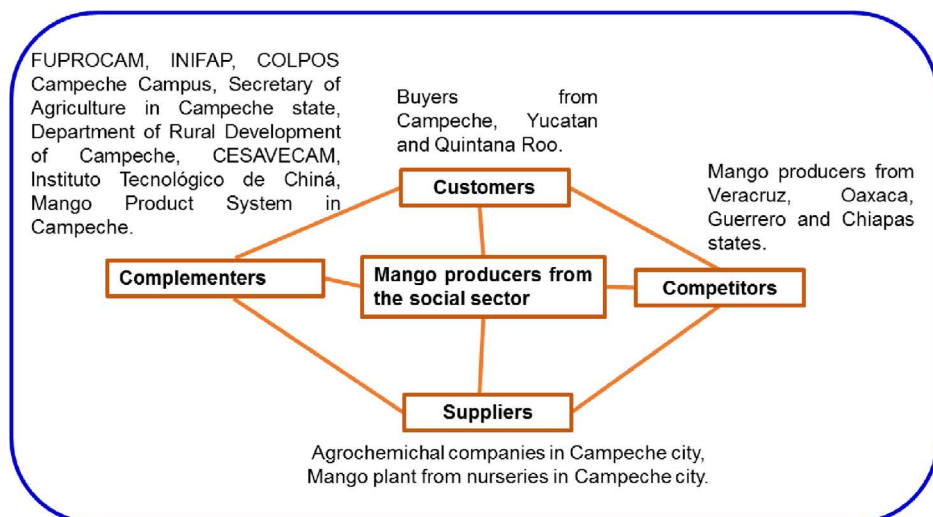 FUPROCAM, INIFAP, COLPOS
Campeche Campus, Secretary of
Agriculture in Campeche state,
Department of Rural Development
of Campeche, CESAVECAM,
Instituto Tecnológico de Chiná,
Mango Product System in
Campeche.
Buyers from
Campeche, Yucatan
and Quintana Roo.
Customers
Mango producers from
Veracruz, Oaxaca,
Guerrero and Chiapas
states.
Complementers
Mango producers from
the social sector
Competitors
Suppliers
Agrochemichal companies in Campeche city,
Mango plant from nurseries in Campeche city.